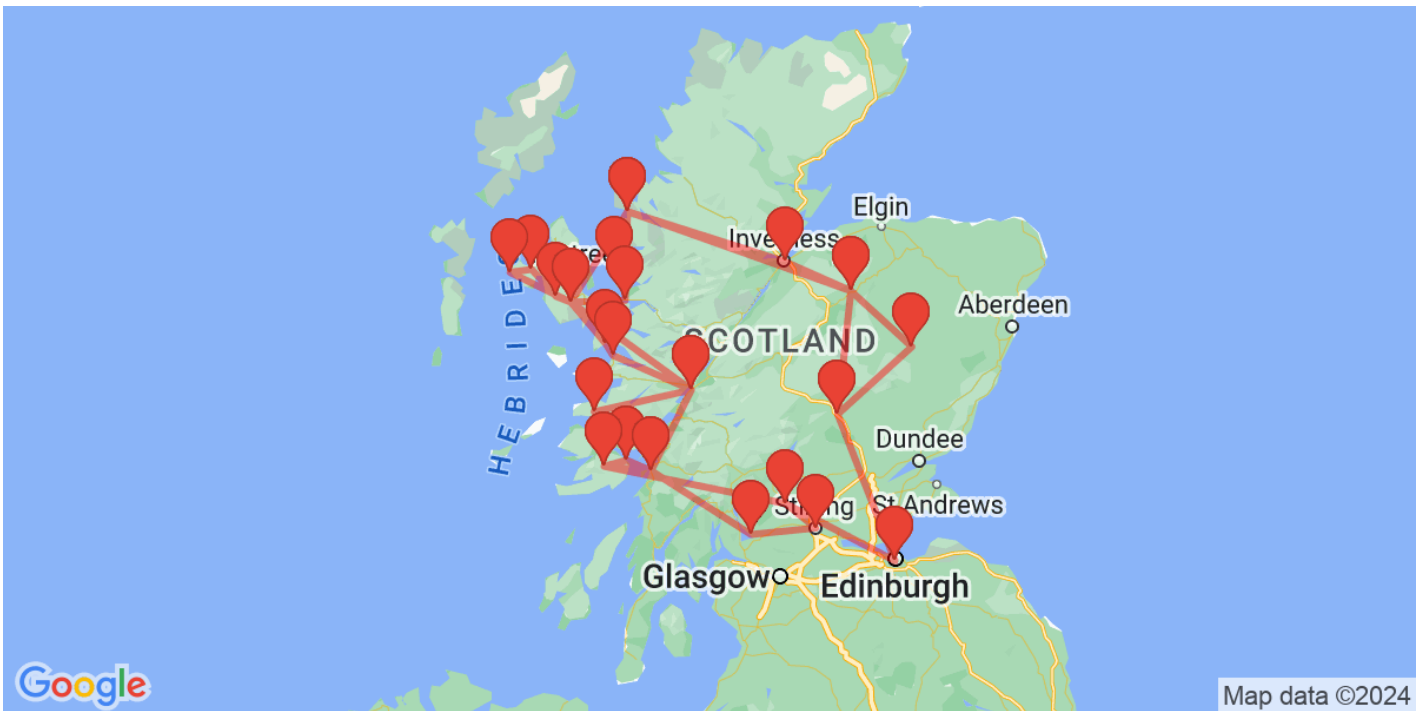 Elgin
Inverness
Aberdeen
SCOTLAND
HEBRIDES
Dundee
St Andrews
Stirling
Glasgow
Edinburgh
Google
Map data ©2024